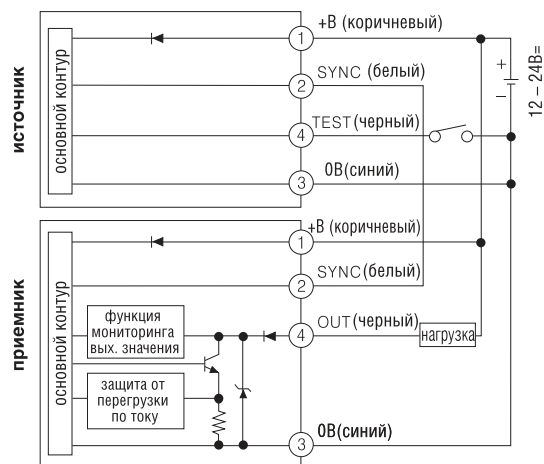 источник
основной контур
1
+В (коричневый)
2
SYNC (белый)
4
TEST (черный)
3
0В(синий)
+
−
12 – 24В=
приемник
основной контур
1
+В (коричневый)
2
SYNC (белый)
функция
мониторинга
вых. значения
4
OUT (черный)
нагрузка
защита от
перегрузки
по току
3
0В(синий)